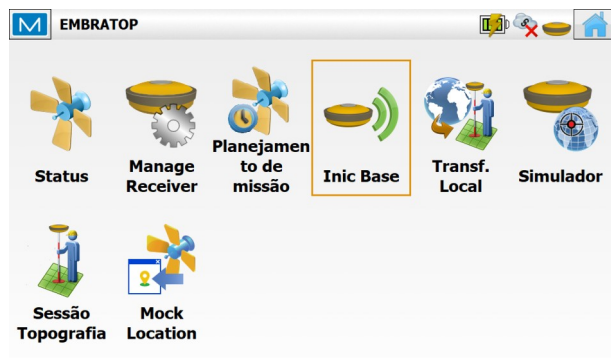 M EMBRATOP
Status
Manage
Receiver
Planejamen
to de
missão
Inic Base
Transf.
Local
Simulador
Sessão
Topografia
Mock
Location